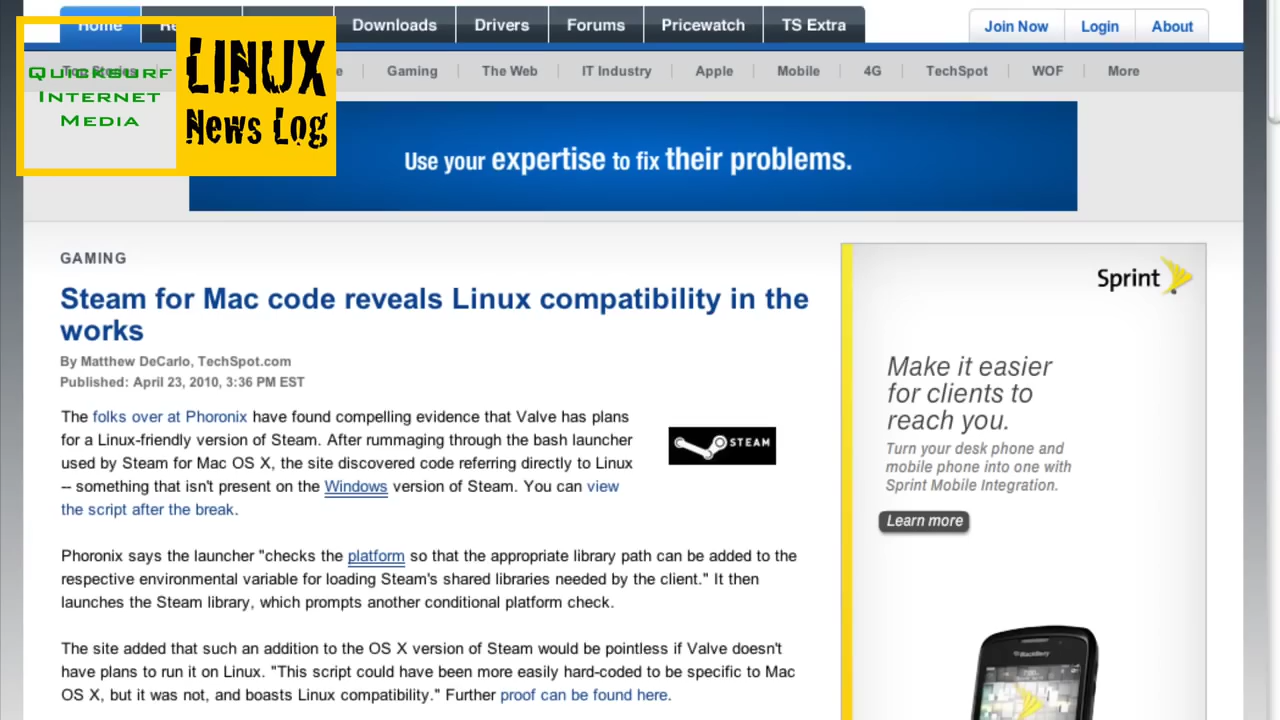 Home
Downloads
Drivers
Forums
Pricewatch
TS Extra
Join Now
Login
About
QUICKSURF
INTERNET
MEDIA
LINUX
News Log
Gaming
The Web
IT Industry
Apple
Mobile
4G
TechSpot
WOF
More
Use your expertise to fix their problems.
GAMING
Steam for Mac code reveals Linux compatibility in the
works
By Matthew DeCarlo, TechSpot.com
Published: April 23, 2010, 3:36 PM EST
The folks over at Phoronix have found compelling evidence that Valve has plans
for a Linux-friendly version of Steam. After rummaging through the bash launcher
used by Steam for Mac OS X, the site discovered code referring directly to Linux
-- something that isn't present on the Windows version of Steam. You can view
the script after the break.
STEAM
Phoronix says the launcher "checks the platform so that the appropriate library path can be added to the
respective environmental variable for loading Steam's shared libraries needed by the client." It then
launches the Steam library, which prompts another conditional platform check.
The site added that such an addition to the OS X version of Steam would be pointless if Valve doesn't
have plans to run it on Linux. "This script could have been more easily hard-coded to be specific to Mac
OS X, but it was not, and boasts Linux compatibility." Further proof can be found here.
Sprint
Make it easier
for clients to
reach you.
Turn your desk phone and
mobile phone into one with
Sprint Mobile Integration.
Learn more
BlackBerry